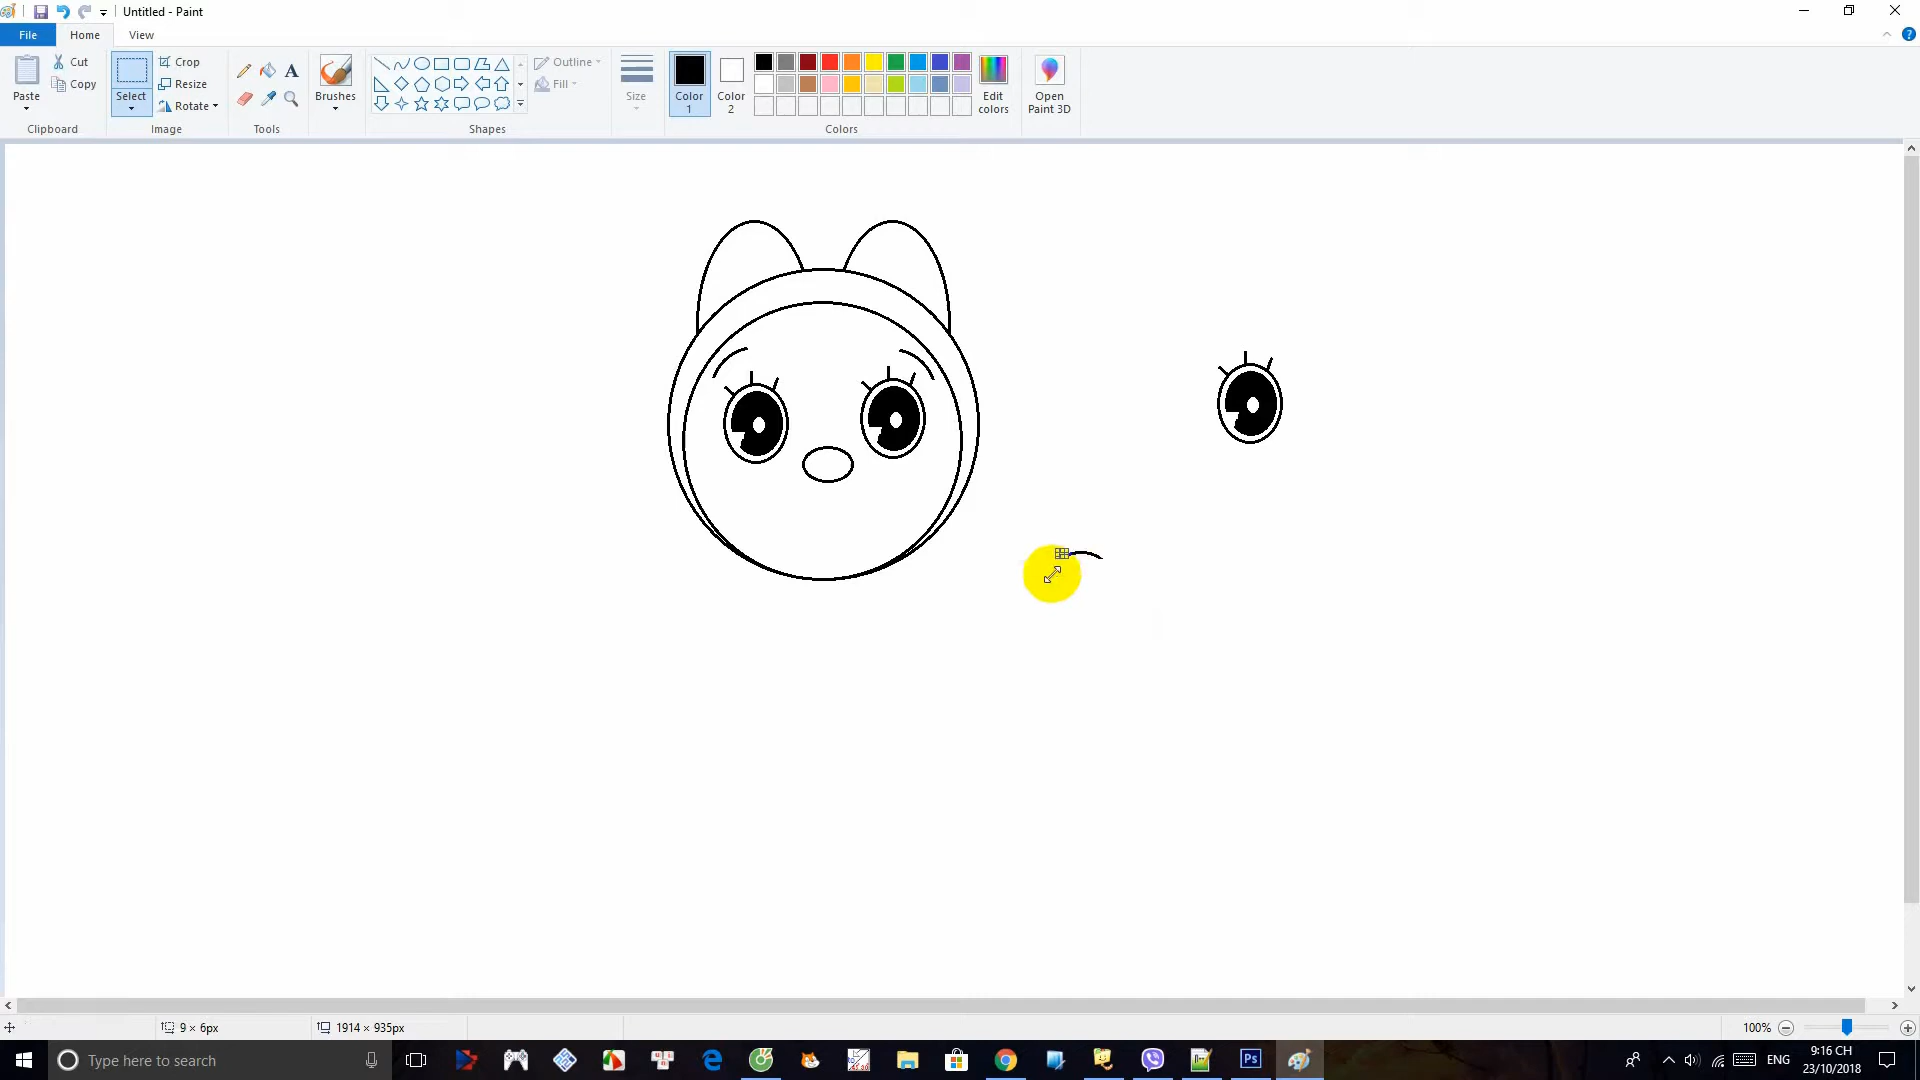 Untitled - Paint
File Home View
Paste
Cut
Copy
Clipboard
Select
Crop
Resize
Rotate
Image
A
Tools
Brushes
Shapes
Outline
Fill
Size
Color 1
Color 2
Edit colors
Open Paint 3D
Colors
9 × 6px
1914 × 935px
100%
Type here to search
Ps
ENG
9:16 CH
23/10/2018